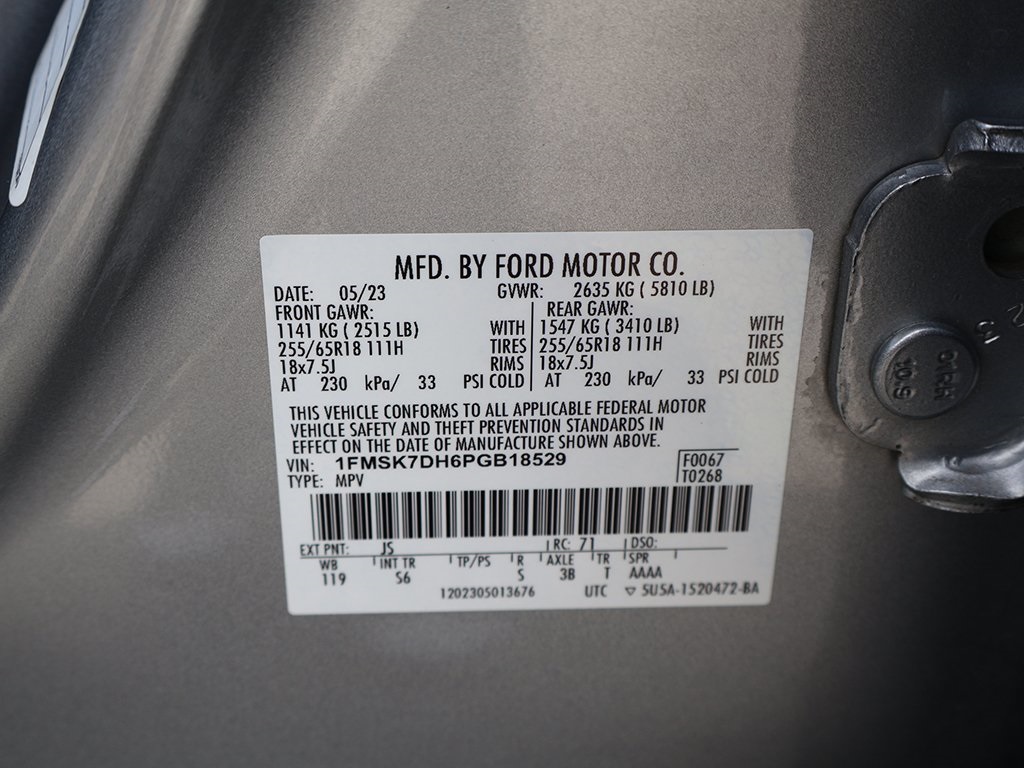 MFD. BY FORD MOTOR CO.
DATE: 05/23 GVWR: 2635 KG ( 5810 LB)
FRONT GAWR: REAR GAWR:
1141 KG ( 2515 LB) WITH 1547 KG ( 3410 LB) WITH
255/65R18 111H TIRES 255/65R18 111H TIRES
18x7.5J RIMS 18x7.5J RIMS
AT 230 kPa/ 33 PSI COLD AT 230 kPa/ 33 PSI COLD
THIS VEHICLE CONFORMS TO ALL APPLICABLE FEDERAL MOTOR
VEHICLE SAFETY AND THEFT PREVENTION STANDARDS IN
EFFECT ON THE DATE OF MANUFACTURE SHOWN ABOVE.
VIN: 1FMSK7DH6PGB18529 F0067
TYPE: MPV T0268
EXT PNT: JS RC: 71 DSO:
WB INT TR TP/PS R AXLE TR SPR
119 S6 S 3B T AAAA
1202305013676 UTC ▽ 5U5A-1520472-BA
10.9